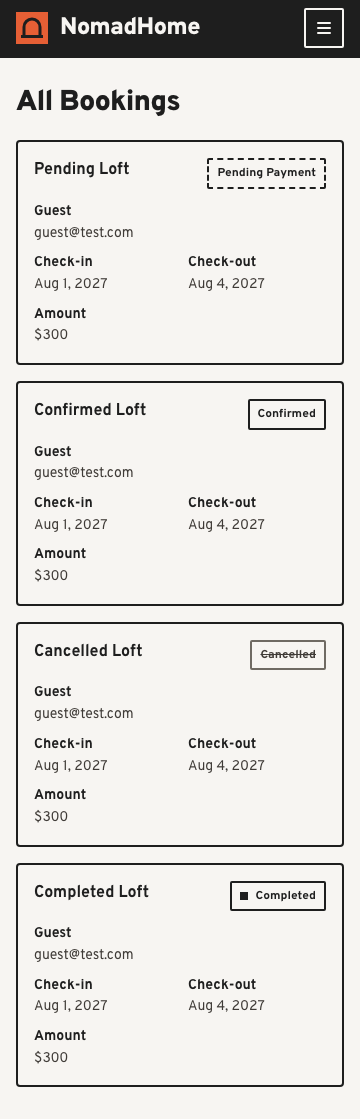 NomadHome
All Bookings
Pending Loft
Pending Payment
Guest
guest@test.com
Check-in
Check-out
Aug 1, 2027
Aug 4, 2027
Amount
$300
Confirmed Loft
Confirmed
Guest
guest@test.com
Check-in
Check-out
Aug 1, 2027
Aug 4, 2027
Amount
$300
Cancelled Loft
Cancelled
Guest
guest@test.com
Check-in
Check-out
Aug 1, 2027
Aug 4, 2027
Amount
$300
Completed Loft
Completed
Guest
guest@test.com
Check-in
Check-out
Aug 1, 2027
Aug 4, 2027
Amount
$300